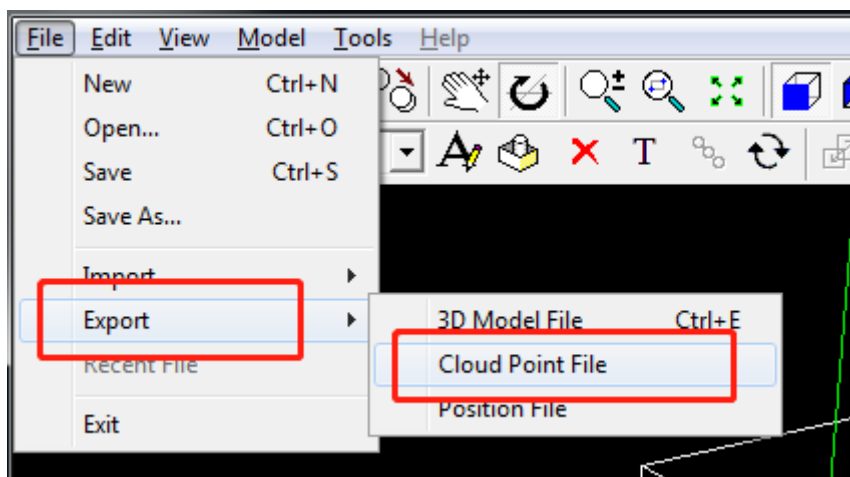 File Edit View Model Tools Help
New Ctrl+N
Open... Ctrl+O
Save Ctrl+S
T
Save As...
Import
Export
3D Model File Ctrl+E
Cloud Point File
Recent File
Position File
Exit